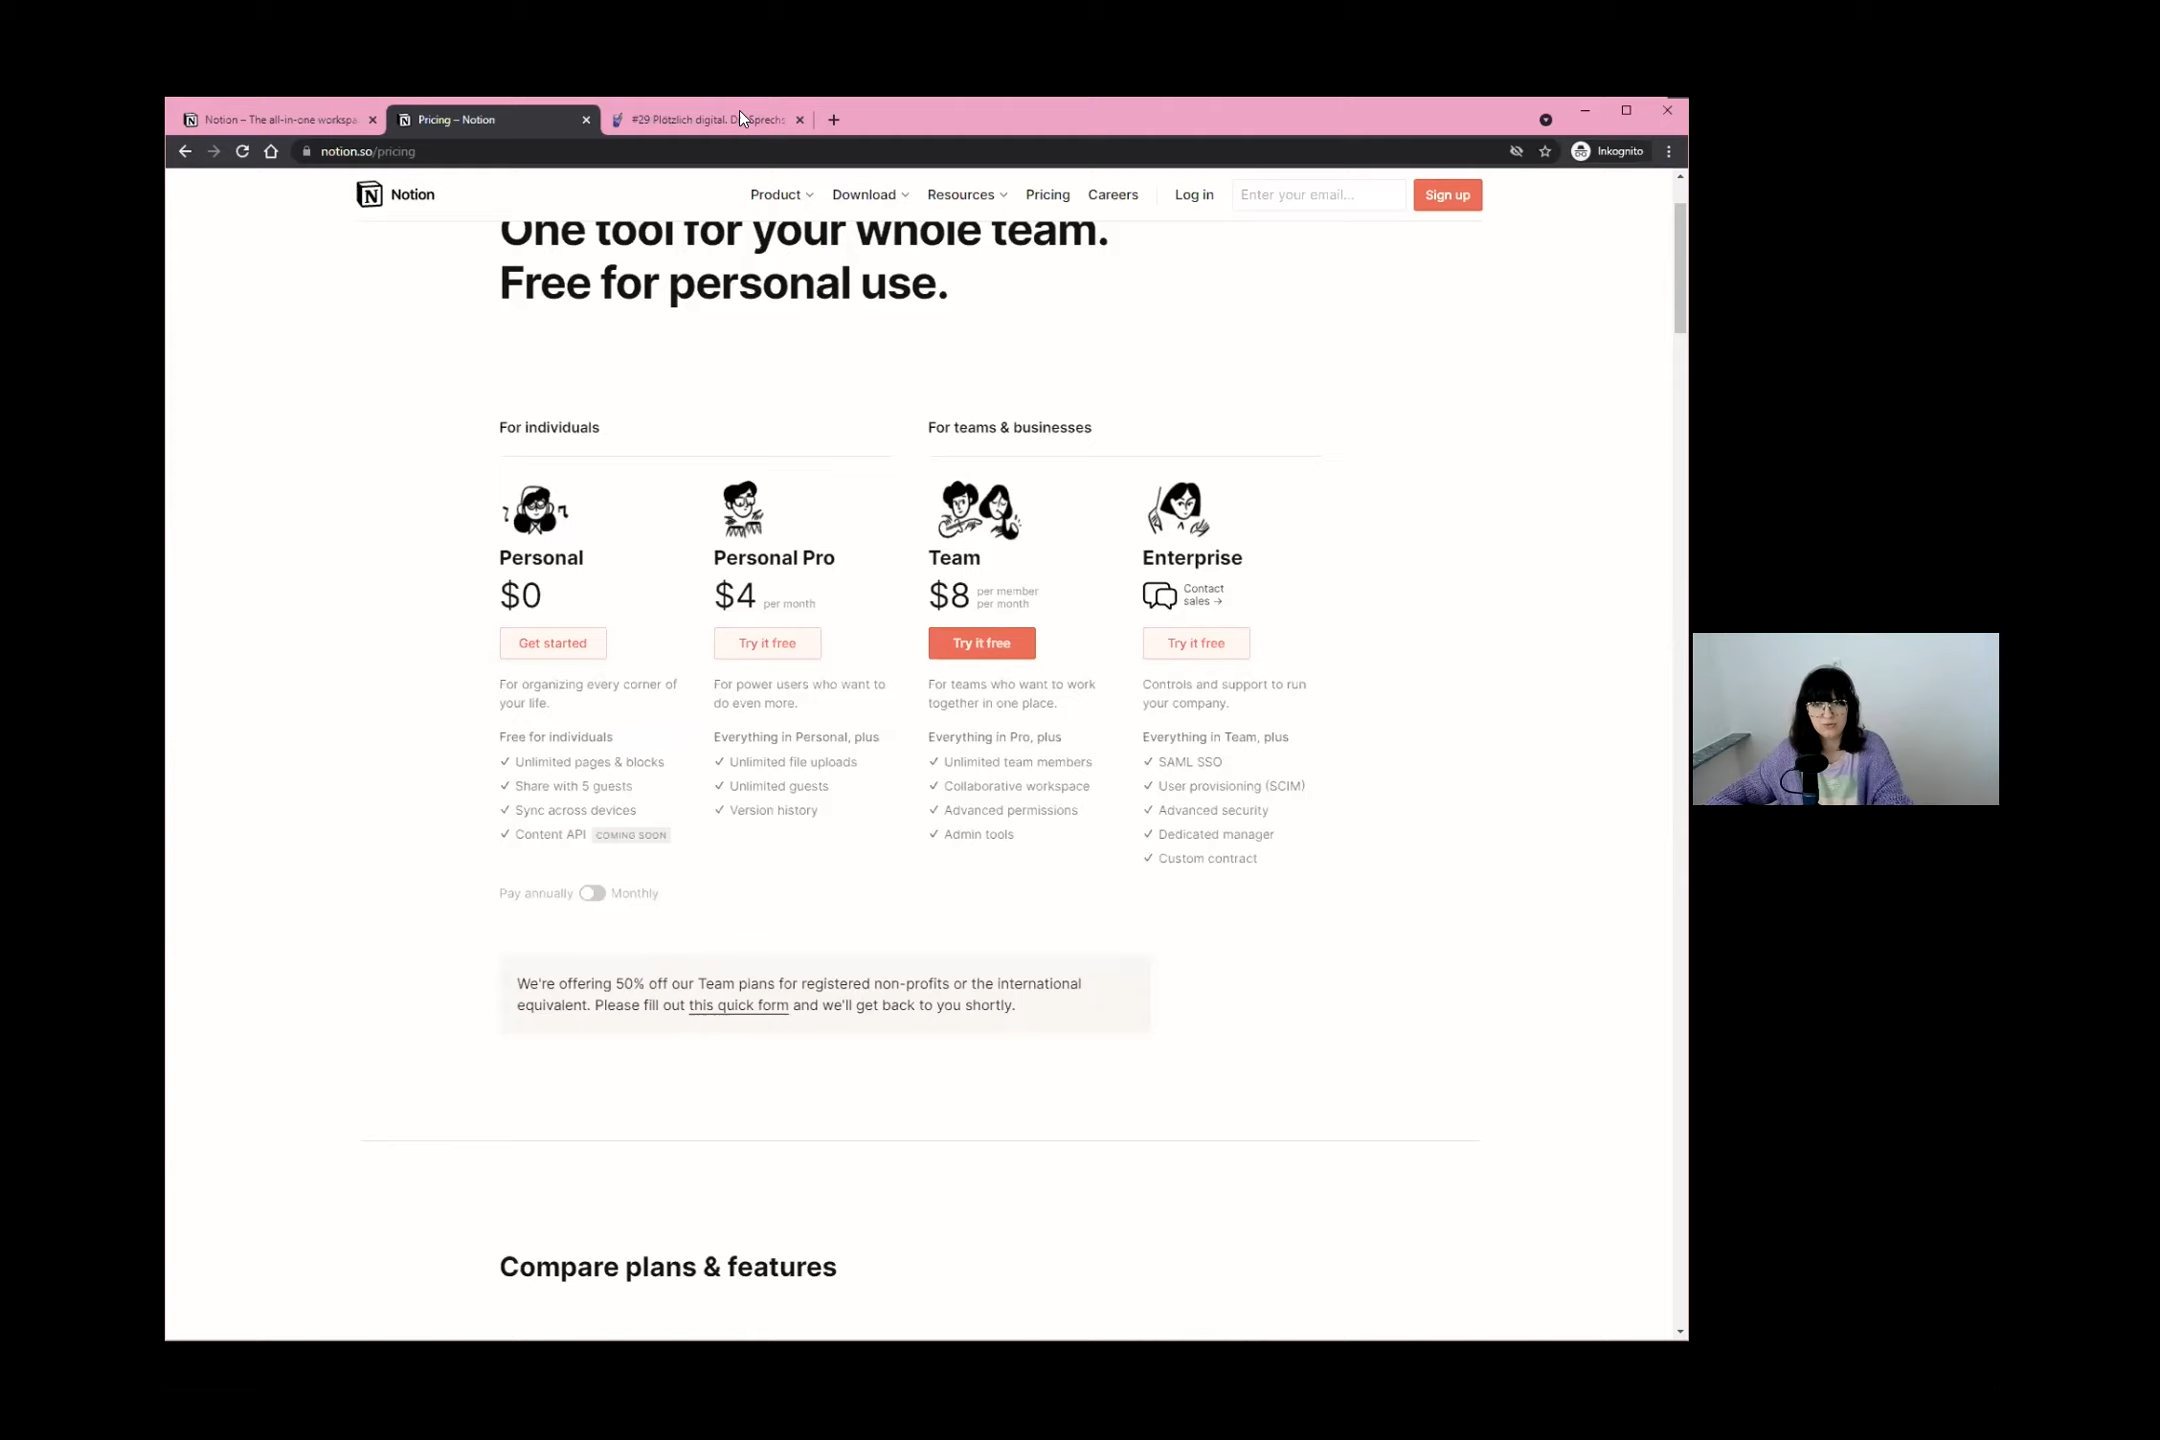 Notion – The all-in-one workspa
Pricing – Notion
#29 Plötzlich digital. D Sprechs
notion.so/pricing
Inkognito
Notion
Product
Download
Resources
Pricing
Careers
Log in
Enter your email...
Sign up
One tool for your whole team.
Free for personal use.
For individuals
For teams & businesses
Personal
$0
Get started
For organizing every corner of
your life.
Free for individuals
✓ Unlimited pages & blocks
✓ Share with 5 guests
✓ Sync across devices
✓ Content API COMING SOON
Personal Pro
$4 per month
Try it free
For power users who want to
do even more.
Everything in Personal, plus
✓ Unlimited file uploads
✓ Unlimited guests
✓ Version history
Team
$8 per member
per month
Try it free
For teams who want to work
together in one place.
Everything in Pro, plus
✓ Unlimited team members
✓ Collaborative workspace
✓ Advanced permissions
✓ Admin tools
Enterprise
Contact
sales →
Try it free
Controls and support to run
your company.
Everything in Team, plus
✓ SAML SSO
✓ User provisioning (SCIM)
✓ Advanced security
✓ Dedicated manager
✓ Custom contract
Pay annually Monthly
We're offering 50% off our Team plans for registered non-profits or the international
equivalent. Please fill out this quick form and we'll get back to you shortly.
Compare plans & features